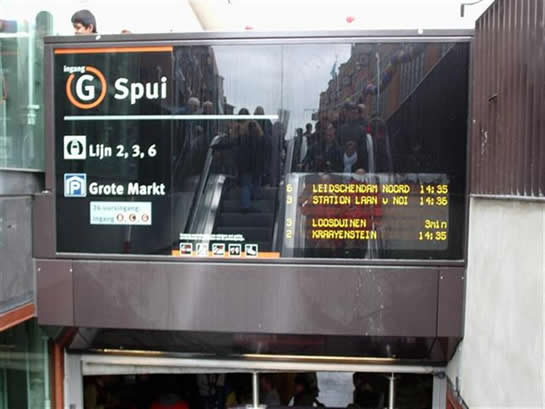 ingang
G Spui
Lijn 2, 3, 6
P Grote Markt
ingang B, C, G
6 LEIDSCHENDAM NOORD 14:35
3 STATION LAAN v NOI 14:36
3 LOOSDUINEN 3min
2 KRAAYENSTEIN 14:35